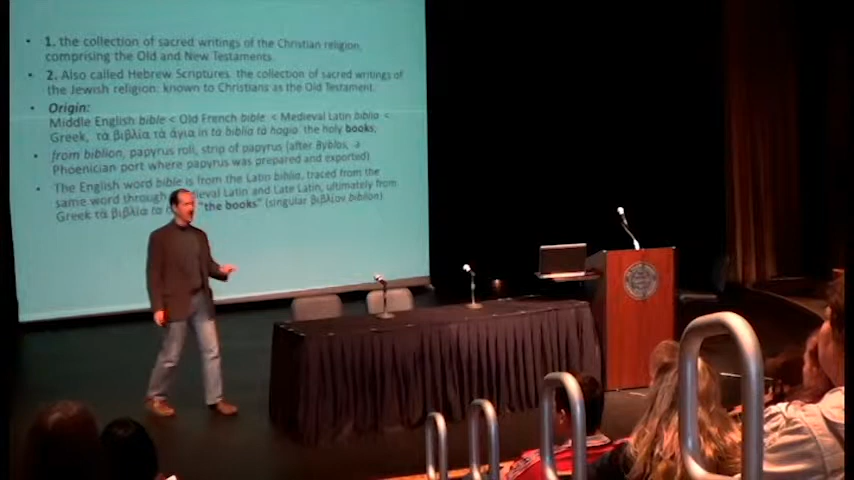 • 1. the collection of sacred writings of the Christian religion,
comprising the Old and New Testaments.
• 2. Also called Hebrew Scriptures. the collection of sacred writings of
the Jewish religion: known to Christians as the Old Testament.
• Origin:
Middle English bible < Old French bible < Medieval Latin biblia <
Greek, τὰ βιβλία τὰ ἅγια in ta biblia tà hagia the holy books;
• from biblion, papyrus roll, strip of papyrus (after Byblos, a
Phoenician port where papyrus was prepared and exported)
• The English word bible is from the Latin biblia, traced from the
same word through Medieval Latin and Late Latin, ultimately from
Greek τὰ βιβλία ta "the books" (singular βιβλίον biblion)